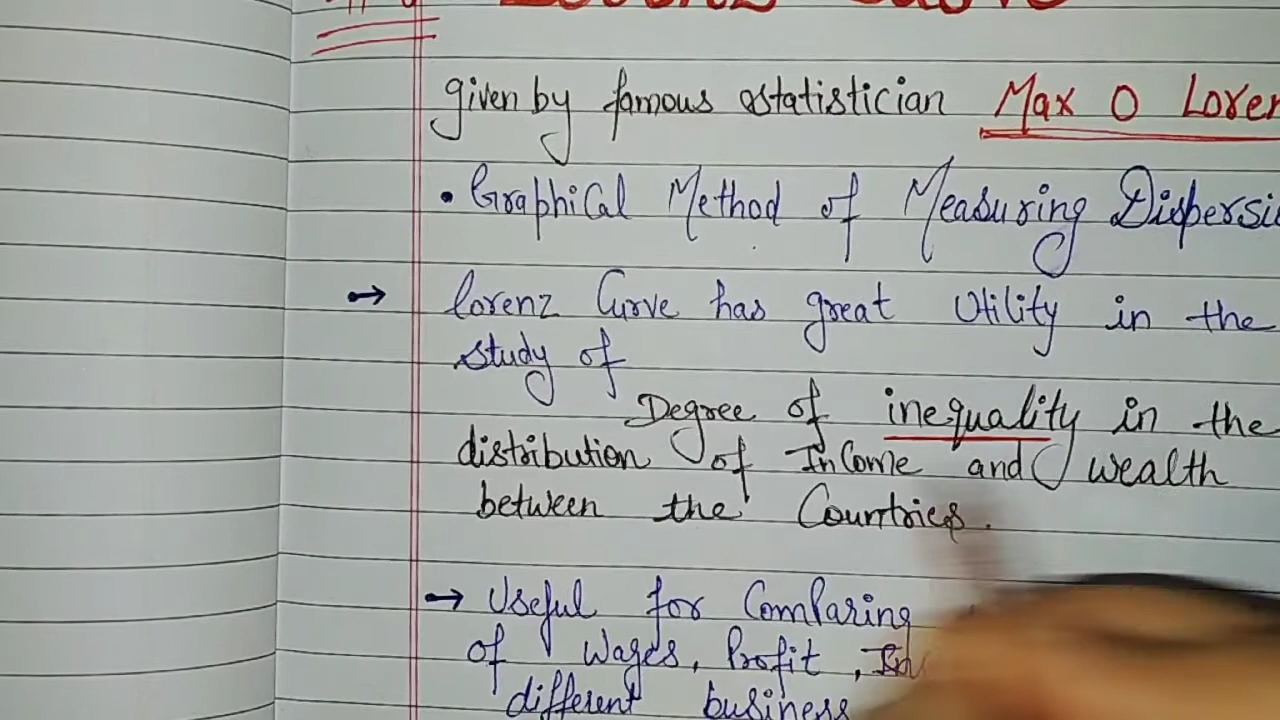 given by famous statistician Max O Loren
• Graphical Method of Measuring Dispersi
→ Lorenz Curve has great Utility in the
study of
Degree of inequality in the
distribution of Income and wealth
between the Countries.
→ Useful for Comparing
of Wages, Profit, In
different business